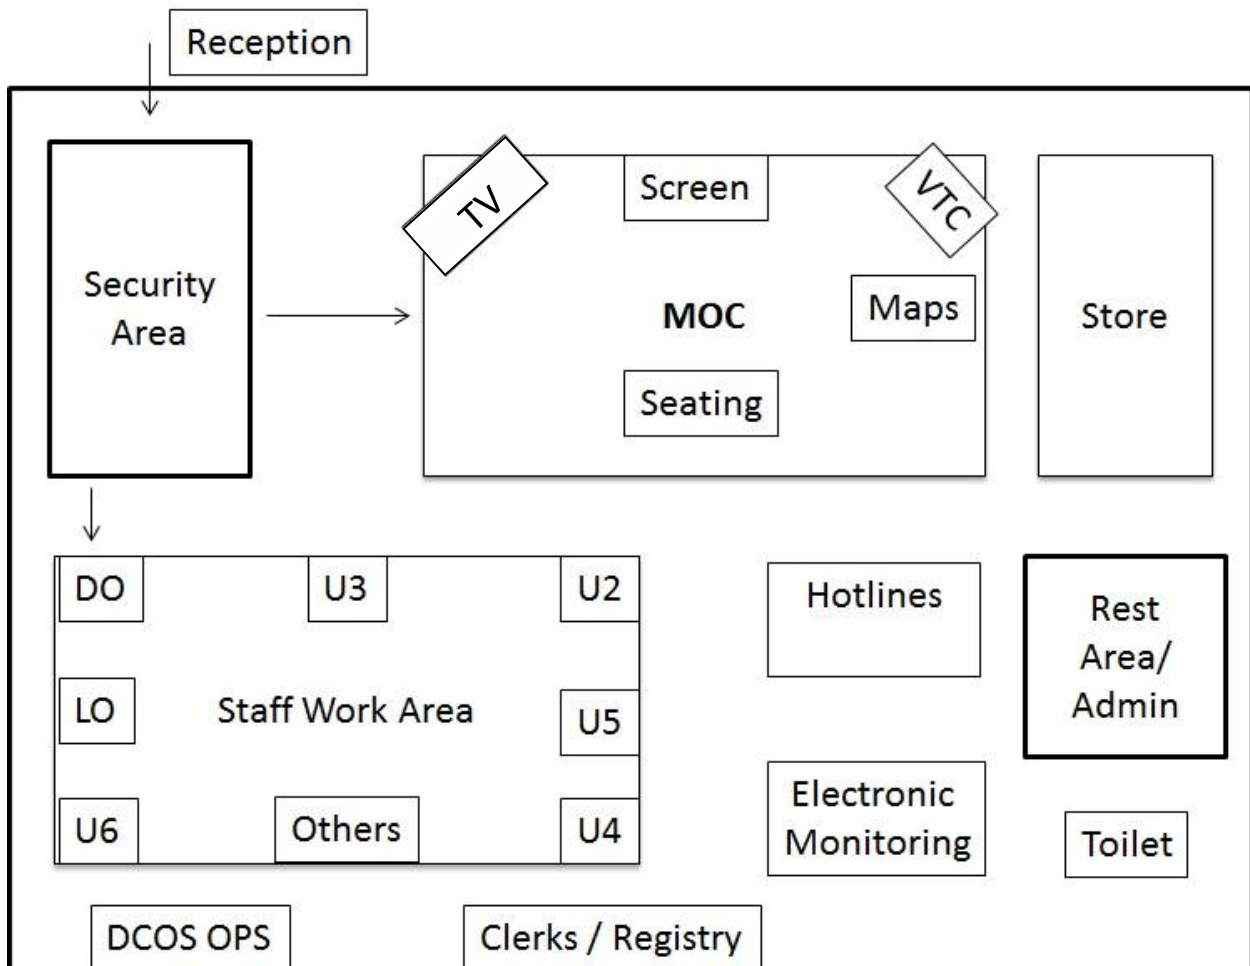 Reception
Security
Area
TV
Screen
VTC
MOC
Maps
Seating
Store
DO
U3
U2
LO
Staff Work Area
U5
U6
Others
U4
Hotlines
Rest
Area/
Admin
Electronic
Monitoring
Toilet
DCOS OPS
Clerks / Registry